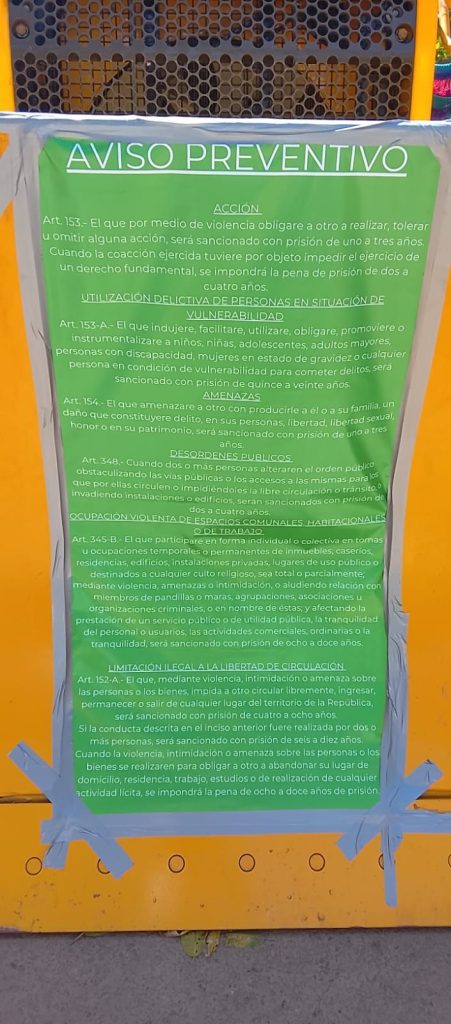 AVISO PREVENTIVO
ACCIÓN
Art. 153.- El que por medio de violencia obligare a otro a realizar, tolerar
u omitir alguna acción, será sancionado con prisión de uno a tres años.
Cuando la coacción ejercida tuviere por objeto impedir el ejercicio de
un derecho fundamental, se impondrá la pena de prisión de dos a
cuatro años.
UTILIZACIÓN DELICTIVA DE PERSONAS EN SITUACIÓN DE
VULNERABILIDAD
Art. 153-A.- El que indujere, facilitare, utilizare, obligare, promoviere o
instrumentalizare a niños, niñas, adolescentes, adultos mayores,
personas con discapacidad, mujeres en estado de gravidez o cualquier
persona en condición de vulnerabilidad para cometer delitos, será
sancionado con prisión de quince a veinte años.
AMENAZAS
Art. 154.- El que amenazare a otro con producirle a él o a su familia, un
daño que constituyere delito, en sus personas, libertad, libertad sexual,
honor o en su patrimonio, será sancionado con prisión de uno a tres
años.
DESORDENES PUBLICOS
Art. 348.- Cuando dos o más personas alteraren el orden público
obstaculizando las vías públicas o los accesos a las mismas para los
que por ellas circulen o impidiéndoles la libre circulación o tránsito o
invadiendo instalaciones o edificios, serán sancionados con prisión de
dos a cuatro años.
OCUPACIÓN VIOLENTA DE ESPACIOS COMUNALES, HABITACIONALES
O DE TRABAJO
Art. 345-B.- El que participare en forma individual o colectiva en tomas
u ocupaciones temporales o permanentes de inmuebles, caseríos,
residencias, edificios, instalaciones privadas, lugares de uso público o
destinados a cualquier culto religioso, sea total o parcialmente;
mediante violencia, amenazas o intimidación, o aludiendo relación con
miembros de pandillas o maras, agrupaciones, asociaciones u
organizaciones criminales, o en nombre de éstas; y afectando la
prestación de un servicio público o de utilidad pública, la tranquilidad
del personal o usuarios, las actividades comerciales, ordinarias o la
tranquilidad, será sancionado con prisión de ocho a doce años.
LIMITACIÓN ILEGAL A LA LIBERTAD DE CIRCULACIÓN
Art. 152-A.- El que, mediante violencia, intimidación o amenaza sobre
las personas o los bienes, impida a otro circular libremente, ingresar,
permanecer o salir de cualquier lugar del territorio de la República,
será sancionado con prisión de cuatro a ocho años.
Si la conducta descrita en el inciso anterior fuere realizada por dos o
más personas, será sancionado con prisión de seis a diez años.
Cuando la violencia, intimidación o amenaza sobre las personas o los
bienes se realizaren para obligar a otro a abandonar su lugar de
domicilio, residencia, trabajo, estudios o de realización de cualquier
actividad lícita, se impondrá la pena de ocho a doce años de prisión.